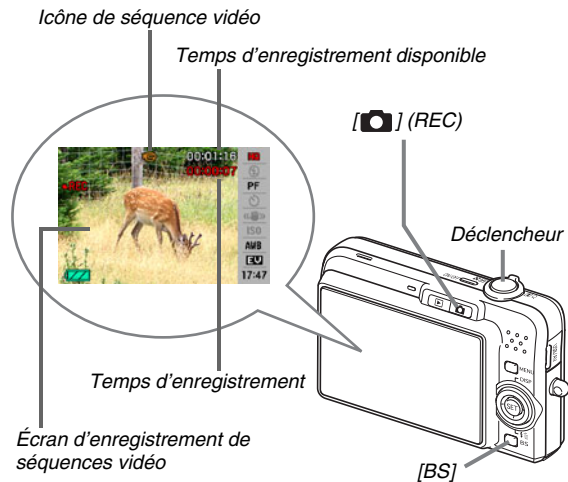 Icône de séquence vidéo
Temps d'enregistrement disponible
[ ] (REC)
00:01:16
00:00:07
REC
PF
ISO
AWB
EV
17:47
Déclencheur
MENU
DISP
SET
BS
Temps d'enregistrement
Écran d'enregistrement de
séquences vidéo
[BS]